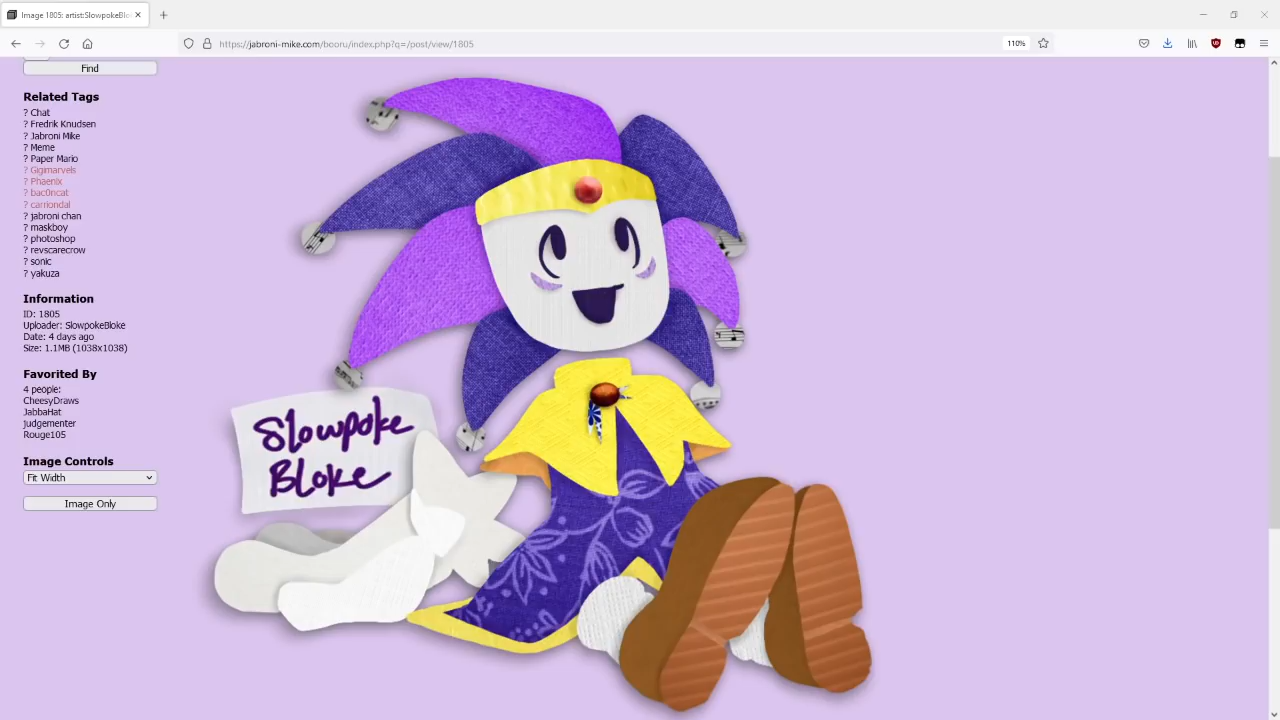 Image 1805: artist:SlowpokeBlo
https://jabroni-mike.com/booru/index.php?q=/post/view/1805
110%
Find
Related Tags
? Chat
? Fredrik Knudsen
? Jabroni Mike
? Meme
? Paper Mario
? Gigimarvels
? Phaenix
? bac0ncat
? carriondal
? jabroni chan
? maskboy
? photoshop
? revscarecrow
? sonic
? yakuza
Information
ID: 1805
Uploader: SlowpokeBloke
Date: 4 days ago
Size: 1.1MB (1038x1038)
Favorited By
4 people:
CheesyDraws
JabbaHat
judgementer
Rouge105
Image Controls
Fit Width
Image Only
Slowpoke
Bloke